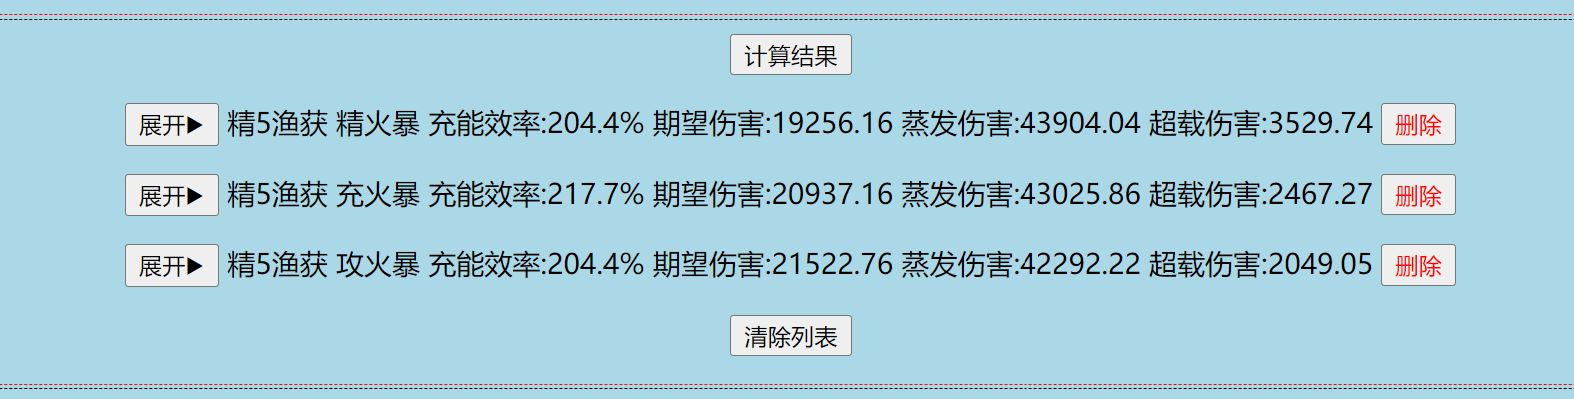 计算结果
展开▶ 精5渔获 精火暴 充能效率:204.4% 期望伤害:19256.16 蒸发伤害:43904.04 超载伤害:3529.74 删除
展开▶ 精5渔获 充火暴 充能效率:217.7% 期望伤害:20937.16 蒸发伤害:43025.86 超载伤害:2467.27 删除
展开▶ 精5渔获 攻火暴 充能效率:204.4% 期望伤害:21522.76 蒸发伤害:42292.22 超载伤害:2049.05 删除
清除列表